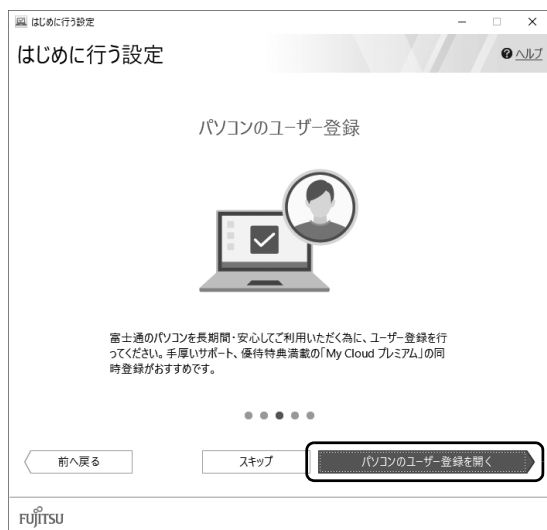 はじめに行う設定
はじめに行う設定
ヘルプ
パソコンのユーザー登録
富士通のパソコンを長期間・安心してご利用いただく為に、ユーザー登録を行
ってください。手厚いサポート、優待特典満載の「My Cloud プレミアム」の同
時登録がおすすめです。
前へ戻る
スキップ
パソコンのユーザー登録を開く
FUJITSU